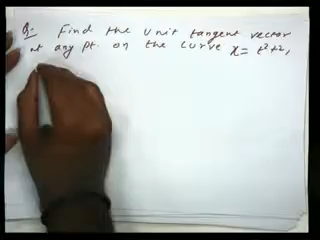 Q:- Find the unit tangent vector
at any pt. on the curve x = t²+2,